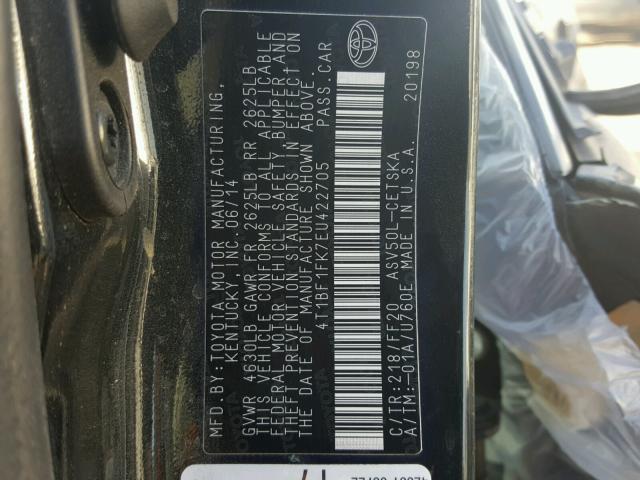 MFD.BY:TOYOTA MOTOR MANUFACTURING,
KENTUCKY, INC. 06/14
GVWR 4630LB GAWR FR 2625LB RR 2625LB
THIS VEHICLE CONFORMS TO ALL APPLICABLE
FEDERAL MOTOR VEHICLE SAFETY, BUMPER AND
THEFT PREVENTION STANDARDS IN EFFECT ON
THE DATE OF MANUFACTURE SHOWN ABOVE.
4T1BF1FK7EU422705 PASS.CAR
C/TR:218/FF20 ASV50L-CETSKA
A/TM:-01A/U760E MADE IN U.S.A.
20198